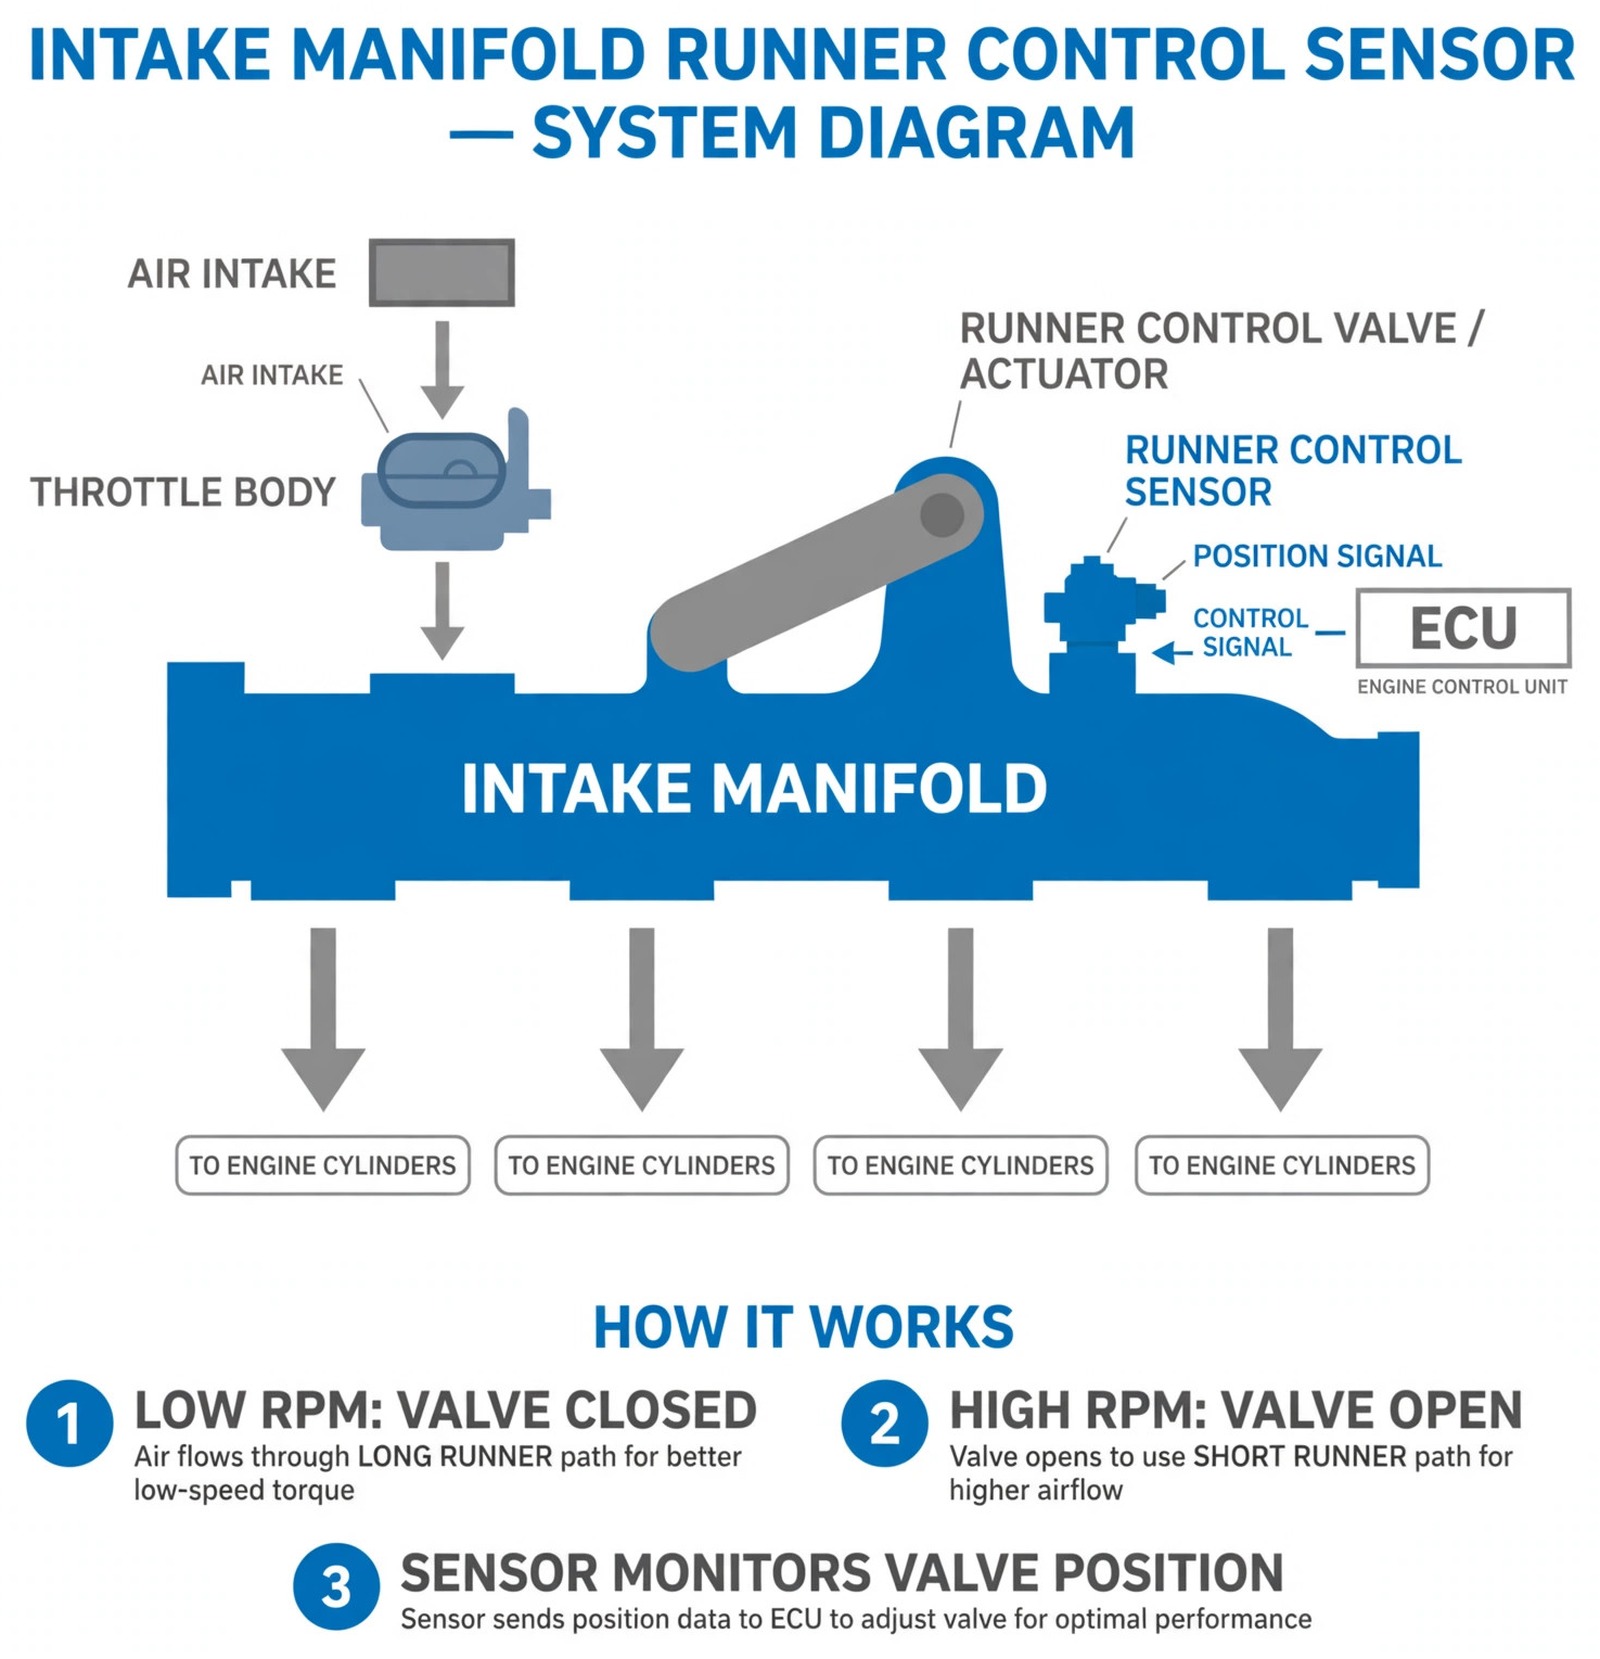 INTAKE MANIFOLD RUNNER CONTROL SENSOR
— SYSTEM DIAGRAM
AIR INTAKE
AIR INTAKE
THROTTLE BODY
RUNNER CONTROL VALVE /
ACTUATOR
RUNNER CONTROL
SENSOR
POSITION SIGNAL
CONTROL
SIGNAL
ECU
ENGINE CONTROL UNIT
INTAKE MANIFOLD
TO ENGINE CYLINDERS
TO ENGINE CYLINDERS
TO ENGINE CYLINDERS
TO ENGINE CYLINDERS
HOW IT WORKS
1
LOW RPM: VALVE CLOSED
Air flows through LONG RUNNER path for better
low-speed torque
2
HIGH RPM: VALVE OPEN
Valve opens to use SHORT RUNNER path for
higher airflow
3
SENSOR MONITORS VALVE POSITION
Sensor sends position data to ECU to adjust valve for optimal performance